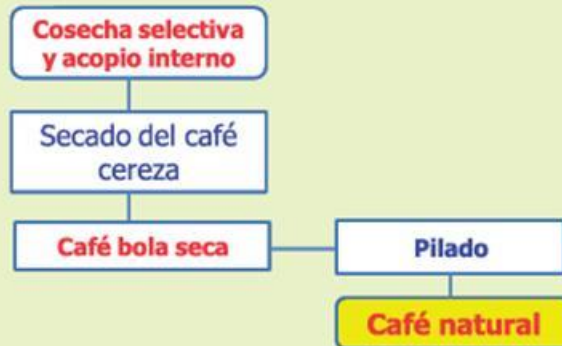 Cosecha selectiva
y acopio interno
Secado del café
cereza
Café bola seca
Pilado
Café natural